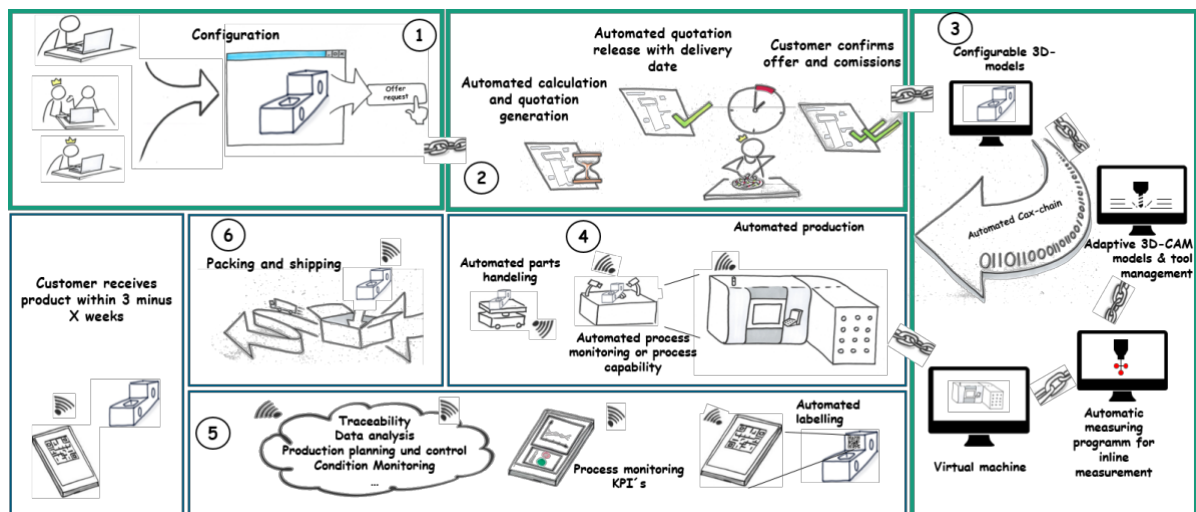 Configuration
1
Offer
request
Automated calculation
and quotation
generation
2
Automated quotation
release with delivery
date
Customer confirms
offer and comissions
3
Configurable 3D-
models
Automated Cax-chain
Adaptive 3D-CAM
models & tool
management
Automatic
measuring
programm for
inline
measurement
Virtual machine
4
Automated production
Automated parts
handeling
Automated process
monitoring or process
capability
5
Traceability
Data analysis
Production planning und control
Condition Monitoring
...
Process monitoring
KPI´s
Automated
labelling
6
Packing and shipping
Customer receives
product within 3 minus
X weeks